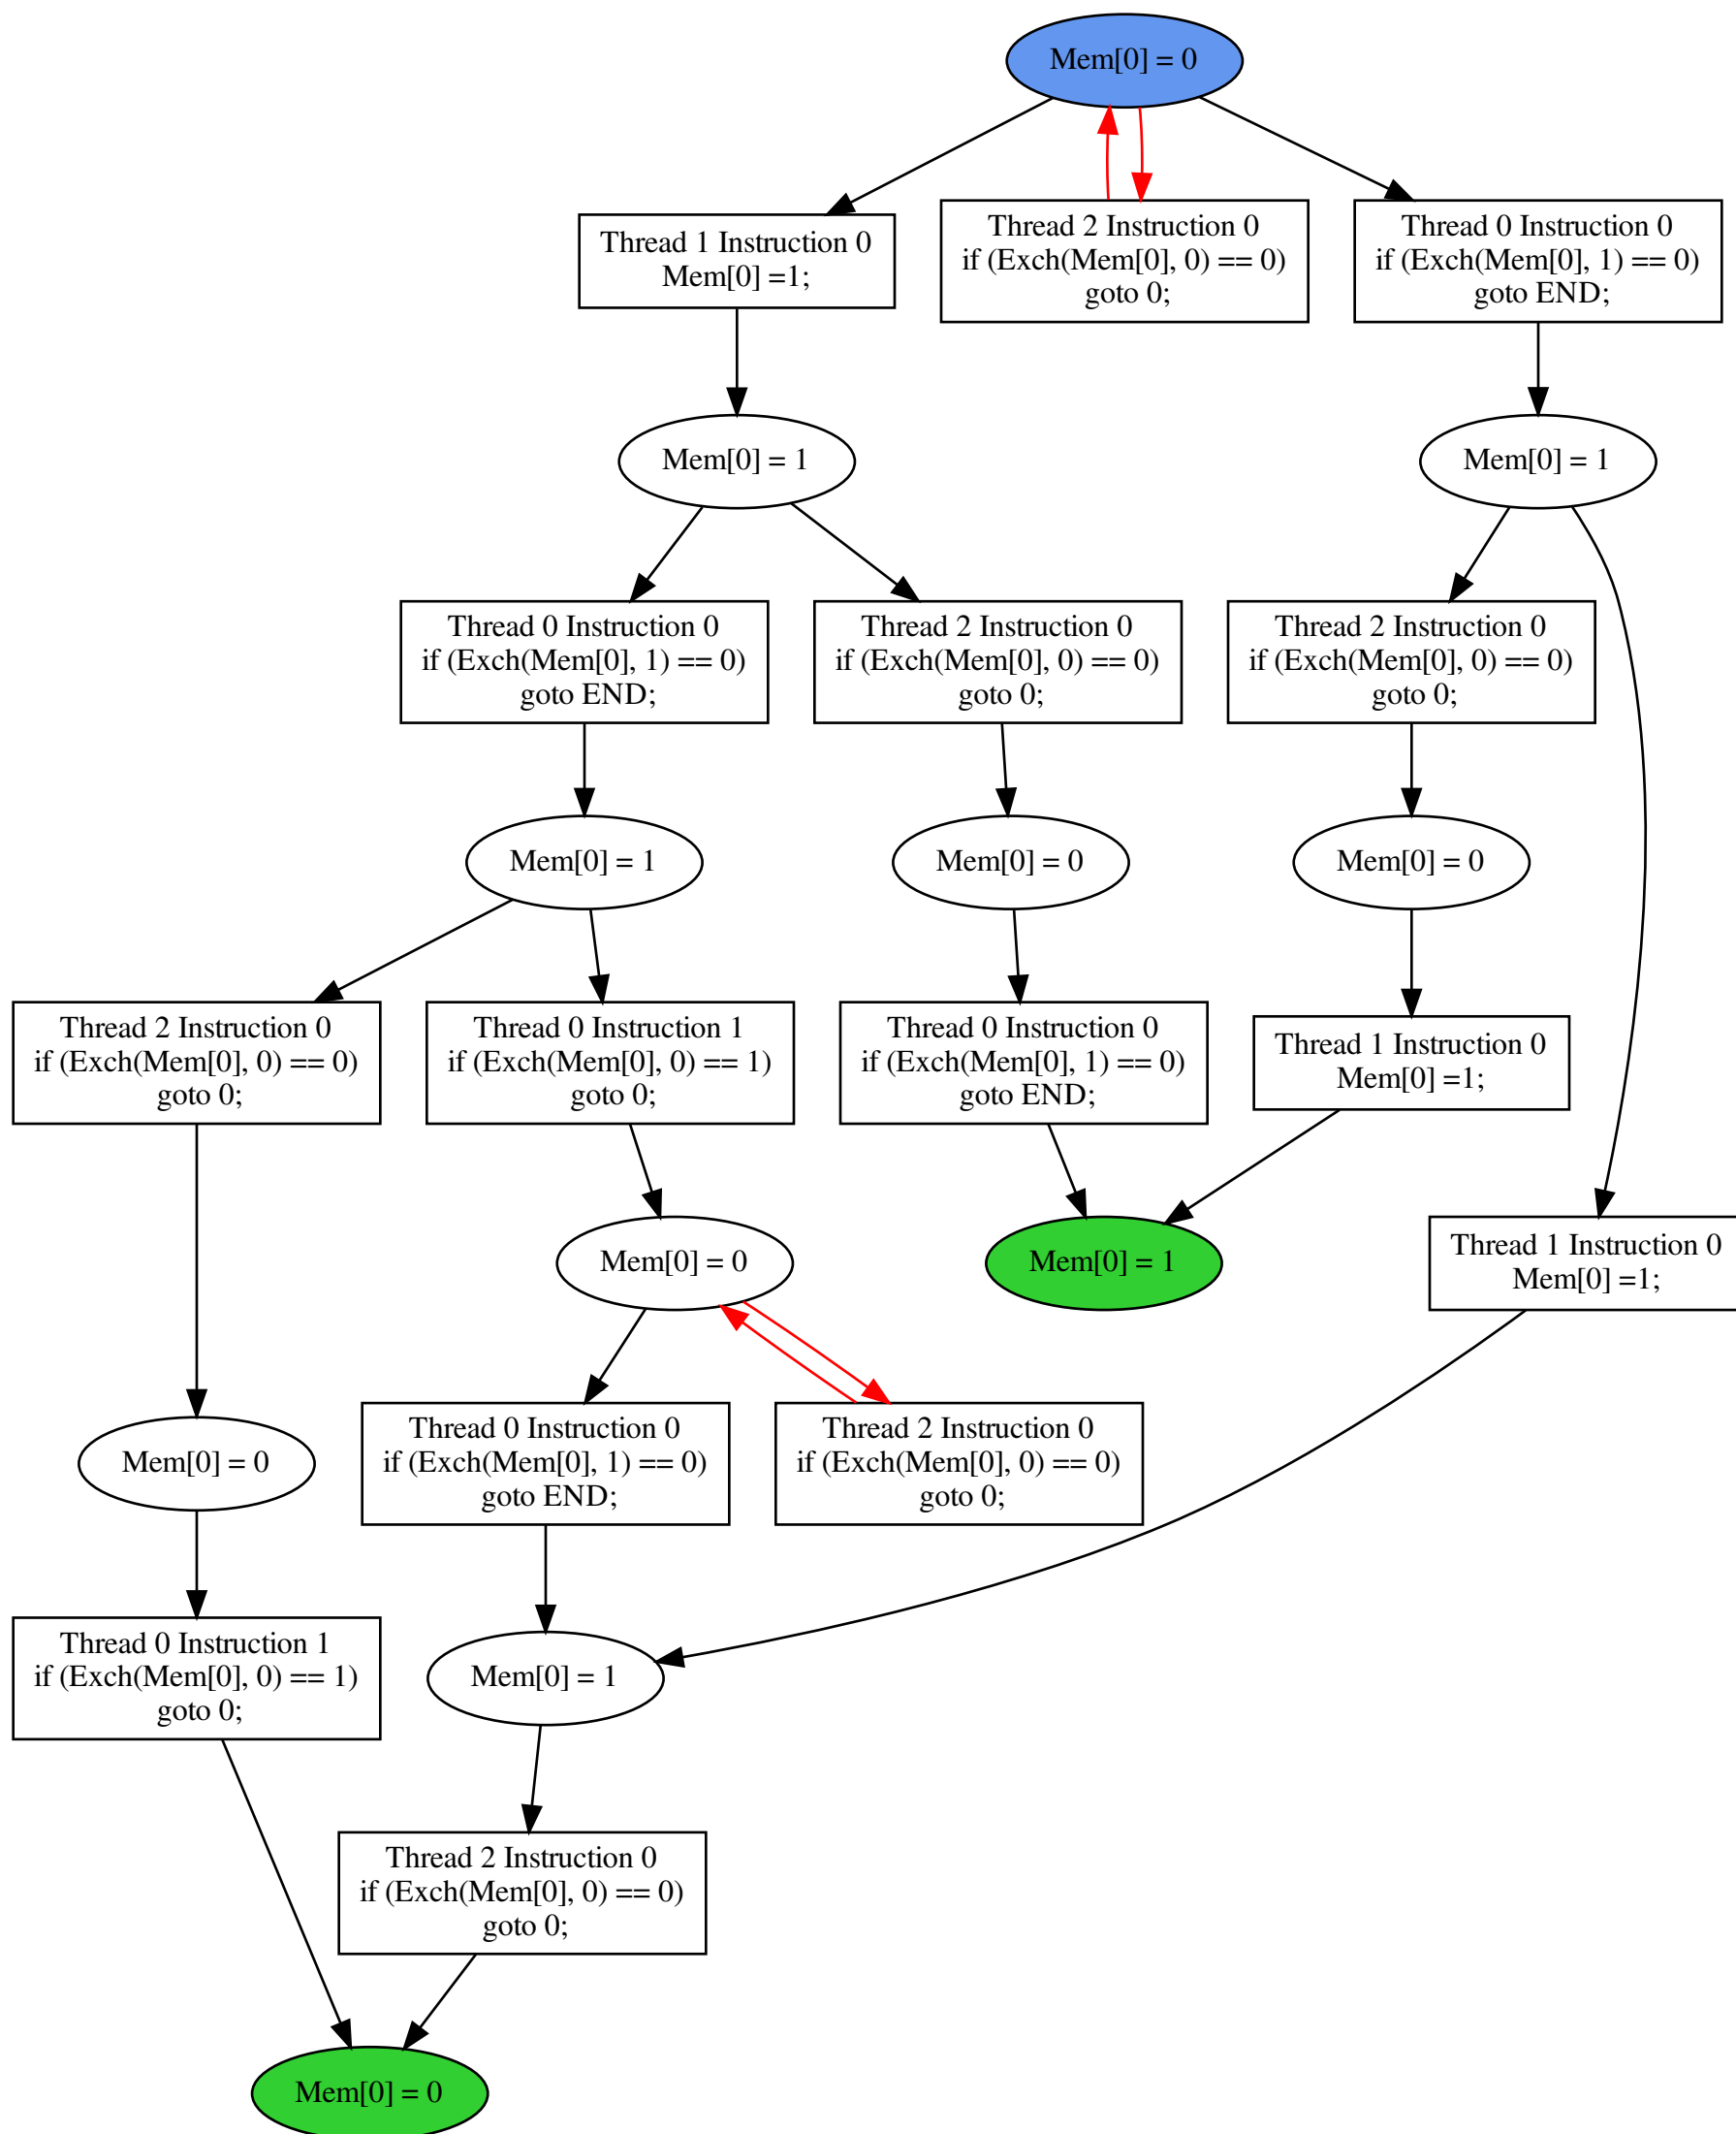 Mem[0] = 0
Thread 1 Instruction 0
Mem[0] =1;
Thread 2 Instruction 0
if (Exch(Mem[0], 0) == 0)
goto 0;
Thread 0 Instruction 0
if (Exch(Mem[0], 1) == 0)
goto END;
Mem[0] = 1
Mem[0] = 1
Thread 0 Instruction 0
if (Exch(Mem[0], 1) == 0)
goto END;
Thread 2 Instruction 0
if (Exch(Mem[0], 0) == 0)
goto 0;
Thread 2 Instruction 0
if (Exch(Mem[0], 0) == 0)
goto 0;
Mem[0] = 1
Mem[0] = 0
Mem[0] = 0
Thread 2 Instruction 0
if (Exch(Mem[0], 0) == 0)
goto 0;
Thread 0 Instruction 1
if (Exch(Mem[0], 0) == 1)
goto 0;
Thread 0 Instruction 0
if (Exch(Mem[0], 1) == 0)
goto END;
Thread 1 Instruction 0
Mem[0] =1;
Mem[0] = 0
Mem[0] = 1
Thread 1 Instruction 0
Mem[0] =1;
Mem[0] = 0
Thread 0 Instruction 0
if (Exch(Mem[0], 1) == 0)
goto END;
Thread 2 Instruction 0
if (Exch(Mem[0], 0) == 0)
goto 0;
Thread 0 Instruction 1
if (Exch(Mem[0], 0) == 1)
goto 0;
Mem[0] = 1
Thread 2 Instruction 0
if (Exch(Mem[0], 0) == 0)
goto 0;
Mem[0] = 0